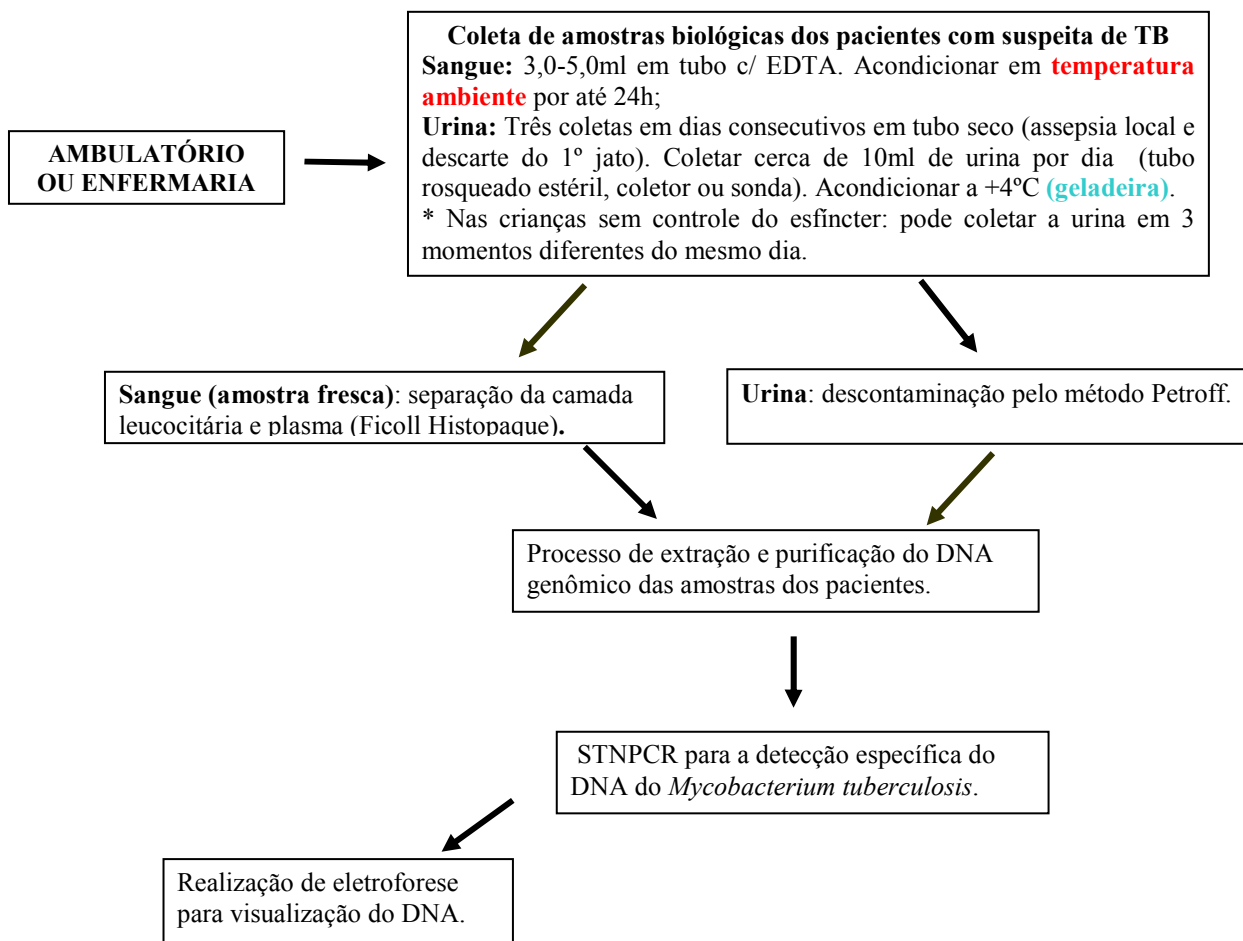 Coleta de amostras biológicas dos pacientes com suspeita de TB
Sangue: 3,0-5,0ml em tubo c/ EDTA. Acondicionar em temperatura
ambiente por até 24h;
Urina: Três coletas em dias consecutivos em tubo seco (assepsia local e
descarte do 1º jato). Coletar cerca de 10ml de urina por dia (tubo
rosqueado estéril, coletor ou sonda). Acondicionar a +4ºC (geladeira).
* Nas crianças sem controle do esfíncter: pode coletar a urina em 3
momentos diferentes do mesmo dia.
AMBULATÓRIO
OU ENFERMARIA
Sangue (amostra fresca): separação da camada
leucocitária e plasma (Ficoll Histopaque).
Urina: descontaminação pelo método Petroff.
Processo de extração e purificação do DNA
genômico das amostras dos pacientes.
STNPCR para a detecção específica do
DNA do Mycobacterium tuberculosis.
Realização de eletroforese
para visualização do DNA.